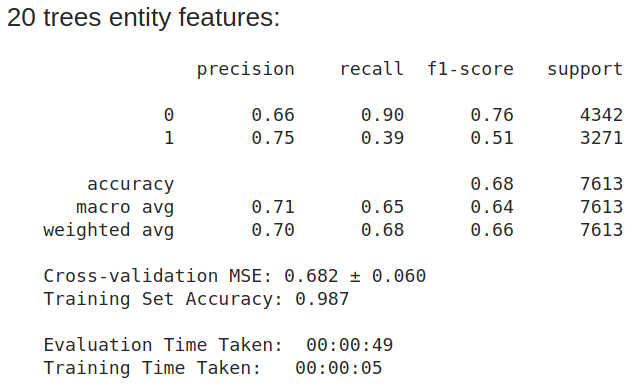 20 trees entity features:
precision recall f1-score support
0 0.66 0.90 0.76 4342
1 0.75 0.39 0.51 3271
accuracy 0.68 7613
macro avg 0.71 0.65 0.64 7613
weighted avg 0.70 0.68 0.66 7613
Cross-validation MSE: 0.682 ± 0.060
Training Set Accuracy: 0.987
Evaluation Time Taken: 00:00:49
Training Time Taken: 00:00:05